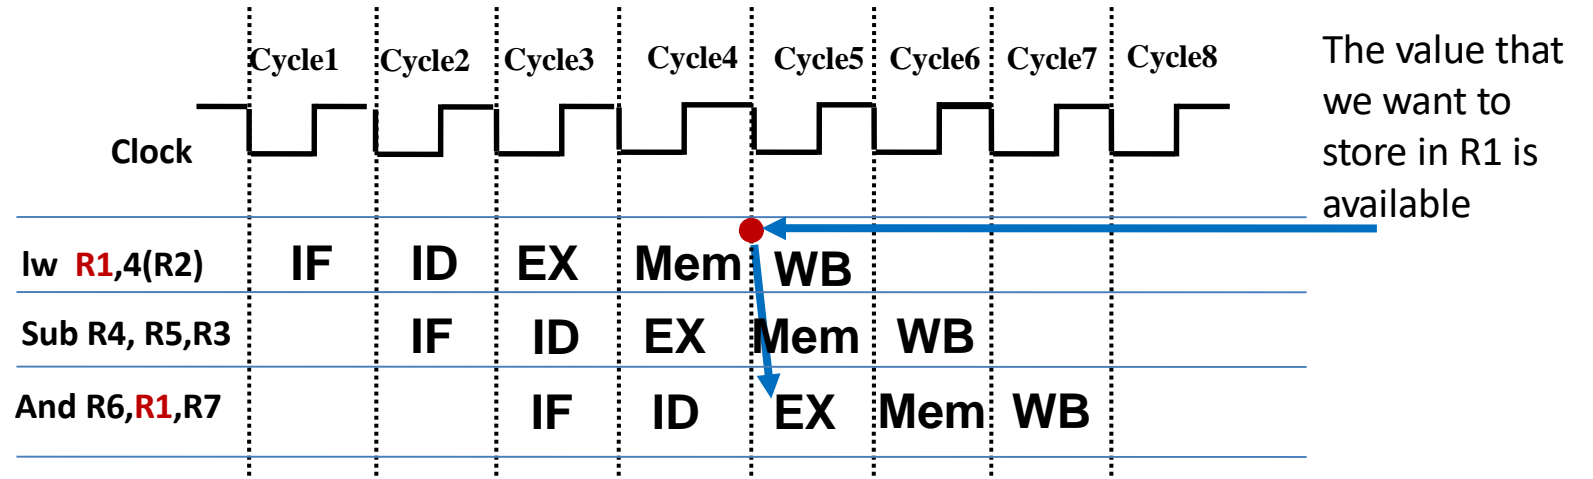 Cycle1 Cycle2 Cycle3 Cycle4 Cycle5 Cycle6 Cycle7 Cycle8
Clock
The value that
we want to
store in R1 is
available
lw R1,4(R2) IF ID EX Mem WB
Sub R4, R5,R3 IF ID EX Mem WB
And R6,R1,R7 IF ID EX Mem WB